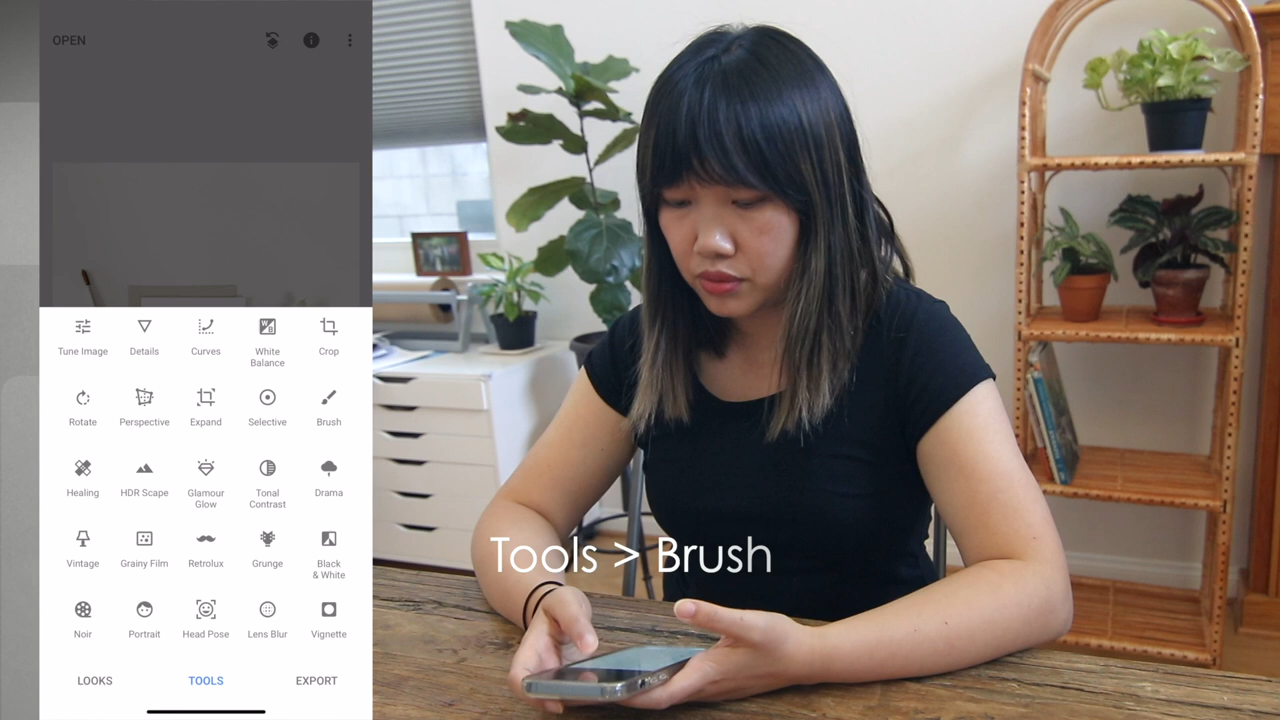 OPEN
Tune Image
Details
Curves
White
Balance
Crop
Rotate
Perspective
Expand
Selective
Brush
Healing
HDR Scape
Glamour
Glow
Tonal
Contrast
Drama
Vintage
Grainy Film
Retrolux
Grunge
Black
& White
Noir
Portrait
Head Pose
Lens Blur
Vignette
LOOKS
TOOLS
EXPORT
Tools > Brush